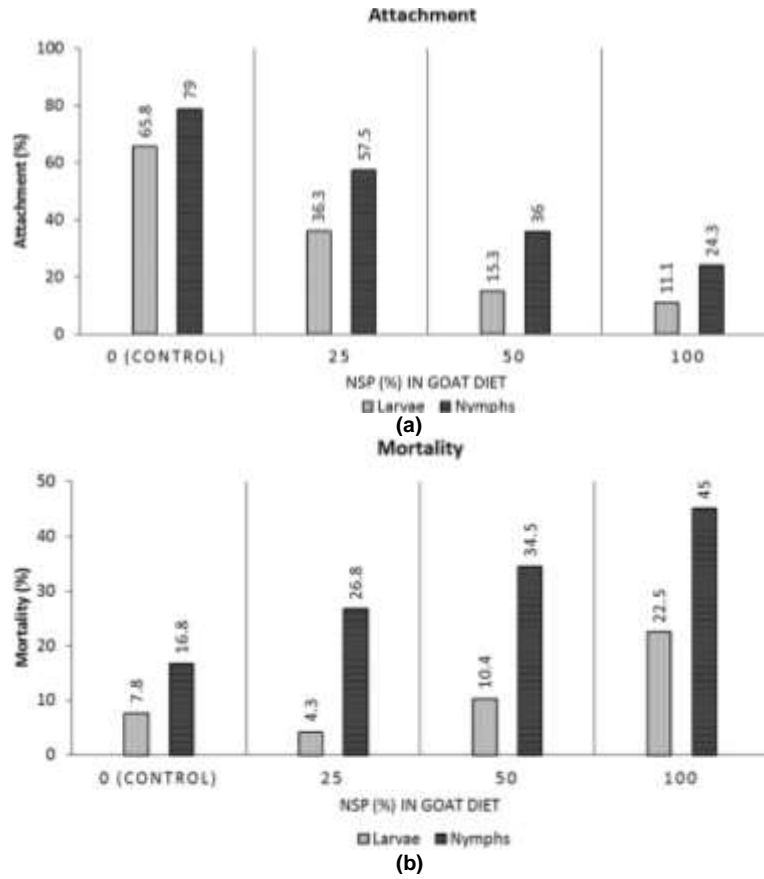 Attachment
100
80
60
40
20
0
Attachment (%)
65.8
79
36.3
57.5
15.3
36
11.1
24.3
0 (CONTROL)
25
50
100
NSP (%) IN GOAT DIET
Larvae Nymphs
(a)
Mortality
50
40
30
20
10
0
Mortality (%)
7.8
16.8
4.3
26.8
10.4
34.5
22.5
45
0 (CONTROL)
25
50
100
NSP (%) IN GOAT DIET
Larvae Nymphs
(b)